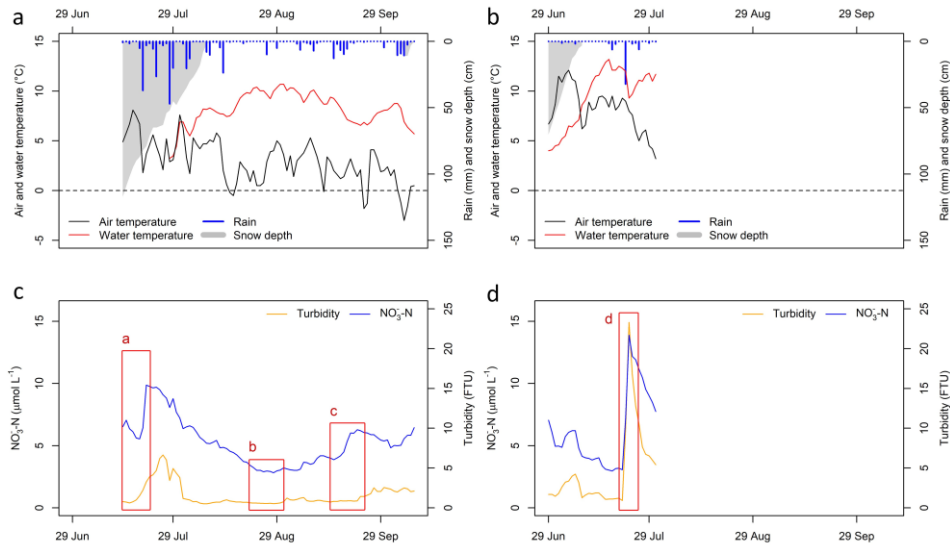 a
29 Jun 29 Jul 29 Aug 29 Sep
Air and water temperature (°C)
15
10
5
0
-5
0
50
100
150
Rain (mm) and snow depth (cm)
Air temperature
Water temperature
Rain
Snow depth
b
29 Jun 29 Jul 29 Aug 29 Sep
Air and water temperature (°C)
15
10
5
0
-5
0
50
100
150
Rain (mm) and snow depth (cm)
Air temperature
Water temperature
Rain
Snow depth
c
NO₃⁻-N (μmol L⁻¹)
15
10
5
0
25
20
15
10
5
0
Turbidity (FTU)
Turbidity NO₃⁻-N
a
b
c
29 Jun 29 Jul 29 Aug 29 Sep
d
NO₃⁻-N (μmol L⁻¹)
15
10
5
0
25
20
15
10
5
0
Turbidity (FTU)
Turbidity NO₃⁻-N
d
29 Jun 29 Jul 29 Aug 29 Sep